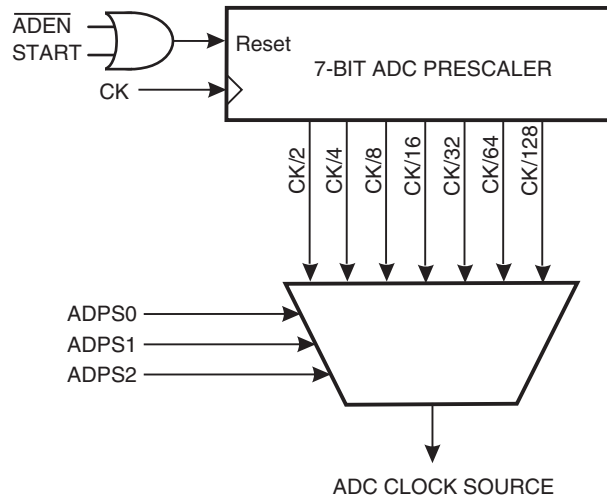 ADEN
START
Reset
7-BIT ADC PRESCALER
CK
CK/2
CK/4
CK/8
CK/16
CK/32
CK/64
CK/128
ADPS0
ADPS1
ADPS2
ADC CLOCK SOURCE